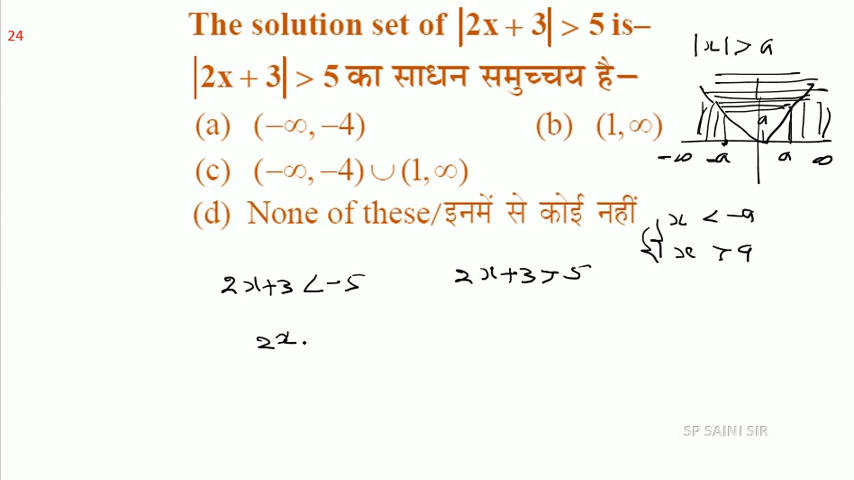 24
The solution set of |2x + 3| > 5 is–
|2x + 3| > 5 का साधन समुच्चय है–
(a) (−∞, −4)
(b) (1, ∞)
(c) (−∞, −4) ∪ (1, ∞)
(d) None of these/इनमें से कोई नहीं
|x| > a
a
-∞ -a a ∞
x < -a
x > a
2x+3 < -5
2x+3 > 5
2x
SP SAINI SIR